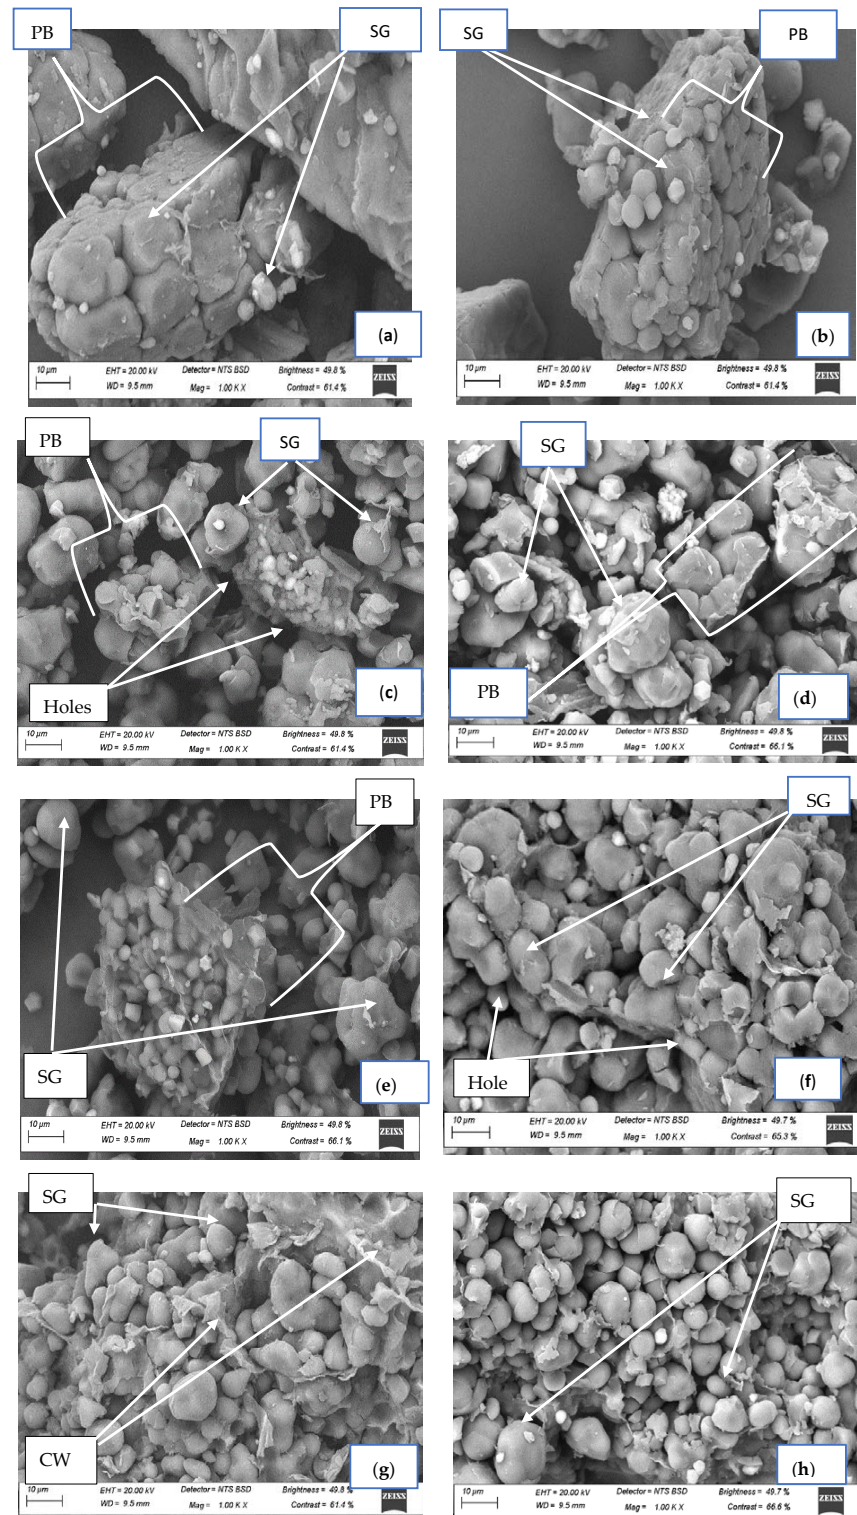 PB SG
(a)
10 µm EHT = 20.00 kV Detector = NTS BSD Brightness = 49.8 %
WD = 9.5 mm Mag = 1.00 K X Contrast = 61.4 %
ZEISS
SG PB
(b)
10 µm EHT = 20.00 kV Detector = NTS BSD Brightness = 49.8 %
WD = 9.5 mm Mag = 1.00 K X Contrast = 61.4 %
ZEISS
PB SG
Holes
(c)
10 µm EHT = 20.00 kV Detector = NTS BSD Brightness = 49.8 %
WD = 9.5 mm Mag = 1.00 K X Contrast = 61.4 %
ZEISS
SG
PB
(d)
10 µm EHT = 20.00 kV Detector = NTS BSD Brightness = 49.8 %
WD = 9.5 mm Mag = 1.00 K X Contrast = 66.1 %
ZEISS
PB
SG
(e)
10 µm EHT = 20.00 kV Detector = NTS BSD Brightness = 49.8 %
WD = 9.5 mm Mag = 1.00 K X Contrast = 66.1 %
ZEISS
SG
Hole
(f)
10 µm EHT = 20.00 kV Detector = NTS BSD Brightness = 49.7 %
WD = 9.5 mm Mag = 1.00 K X Contrast = 65.3 %
ZEISS
SG
CW
(g)
10 µm EHT = 20.00 kV Detector = NTS BSD Brightness = 49.8 %
WD = 9.5 mm Mag = 1.00 K X Contrast = 61.4 %
ZEISS
SG
(h)
10 µm EHT = 20.00 kV Detector = NTS BSD Brightness = 49.7 %
WD = 9.5 mm Mag = 1.00 K X Contrast = 66.6 %
ZEISS